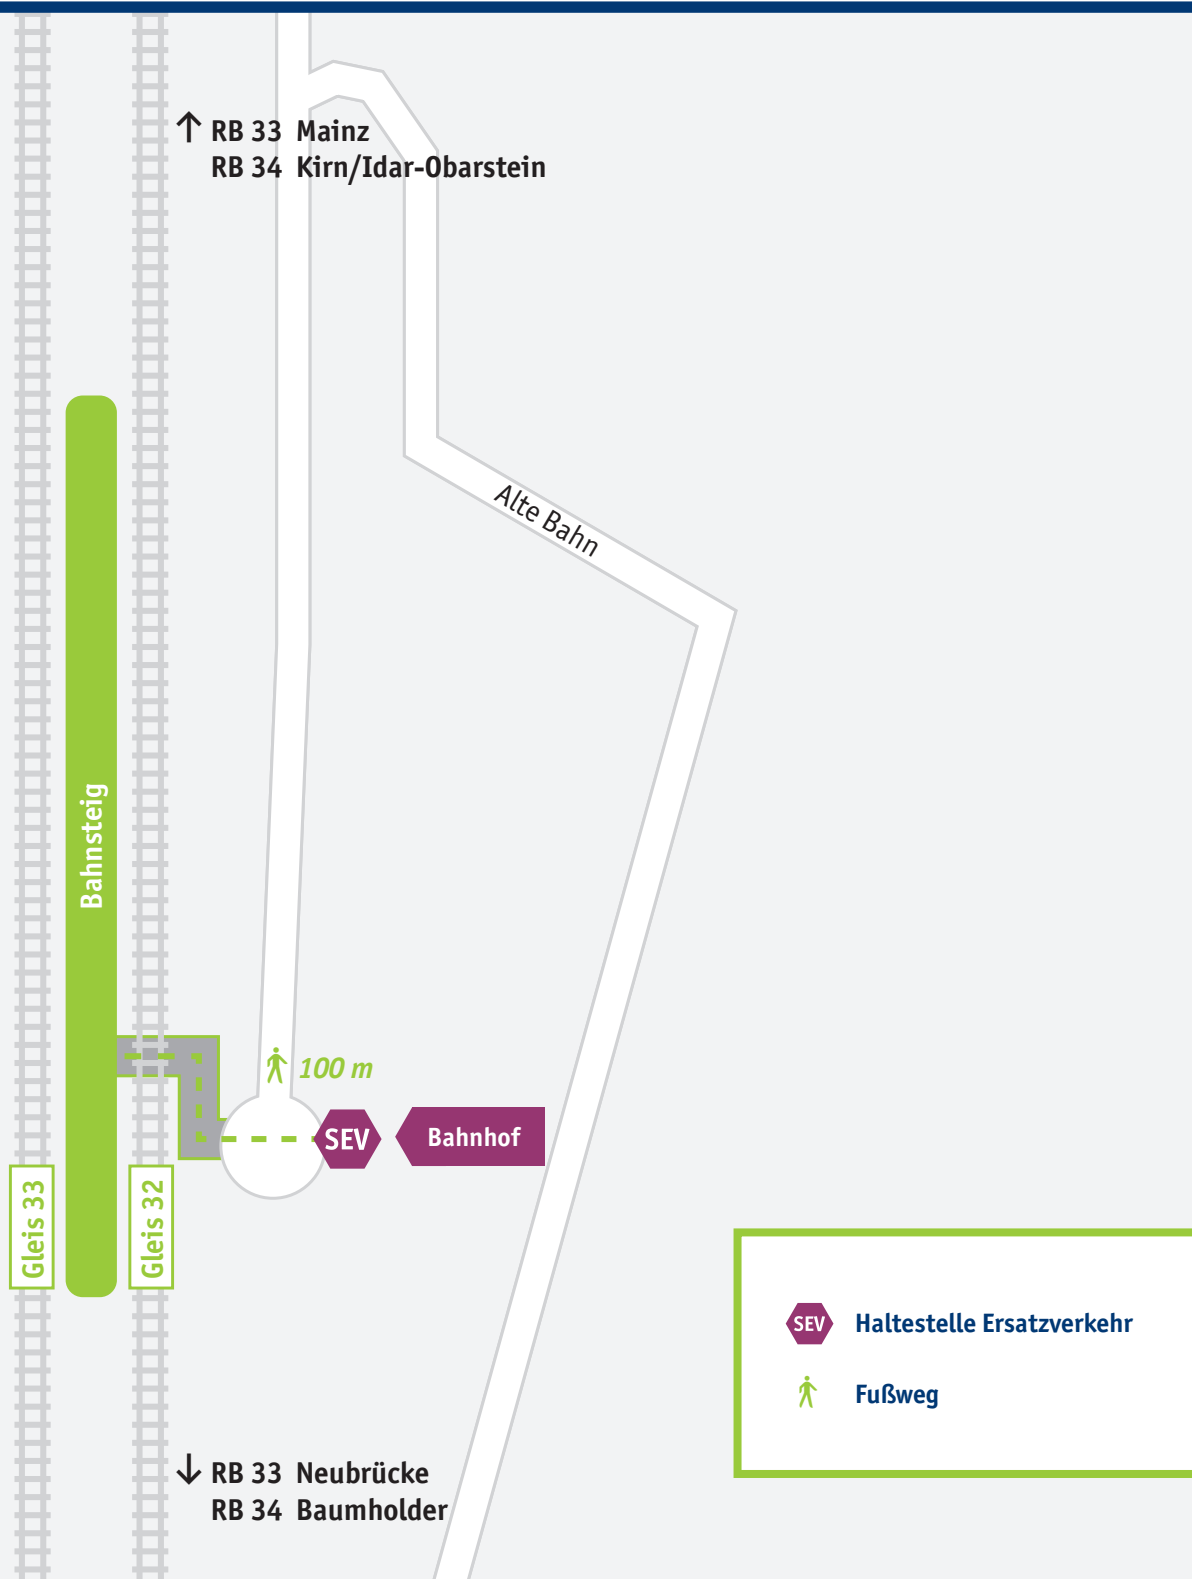 RB 33 Mainz
RB 34 Kirn/Idar-Obarstein
Alte Bahn
Bahnsteig
100 m
SEV
Bahnhof
Gleis 33
Gleis 32
SEV Haltestelle Ersatzverkehr
Fußweg
RB 33 Neubrücke
RB 34 Baumholder